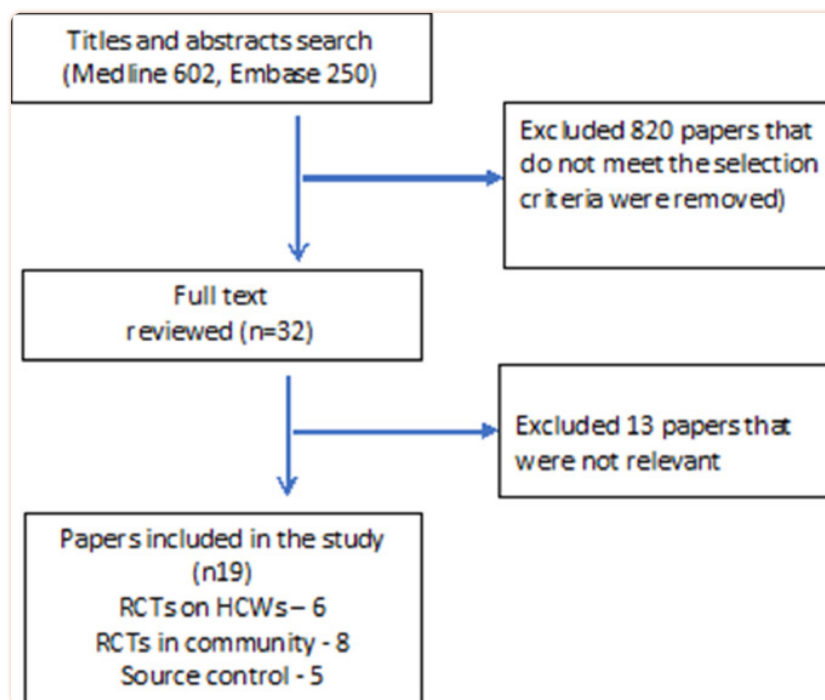 Titles and abstracts search
(Medline 602, Embase 250)
Excluded 820 papers that
do not meet the selection
criteria were removed)
Full text
reviewed (n=32)
Excluded 13 papers that
were not relevant
Papers included in the study
(n19)
RCTs on HCWs – 6
RCTs in community - 8
Source control - 5